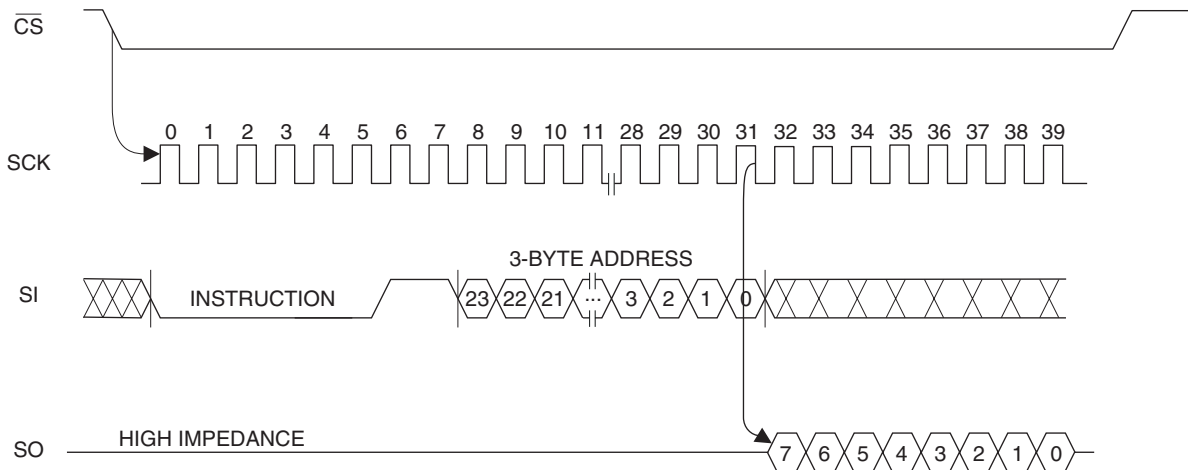 CS
0 1 2 3 4 5 6 7 8 9 10 11 28 29 30 31 32 33 34 35 36 37 38 39
SCK
3-BYTE ADDRESS
SI
INSTRUCTION
23 22 21 ... 3 2 1 0
HIGH IMPEDANCE
SO
7 6 5 4 3 2 1 0